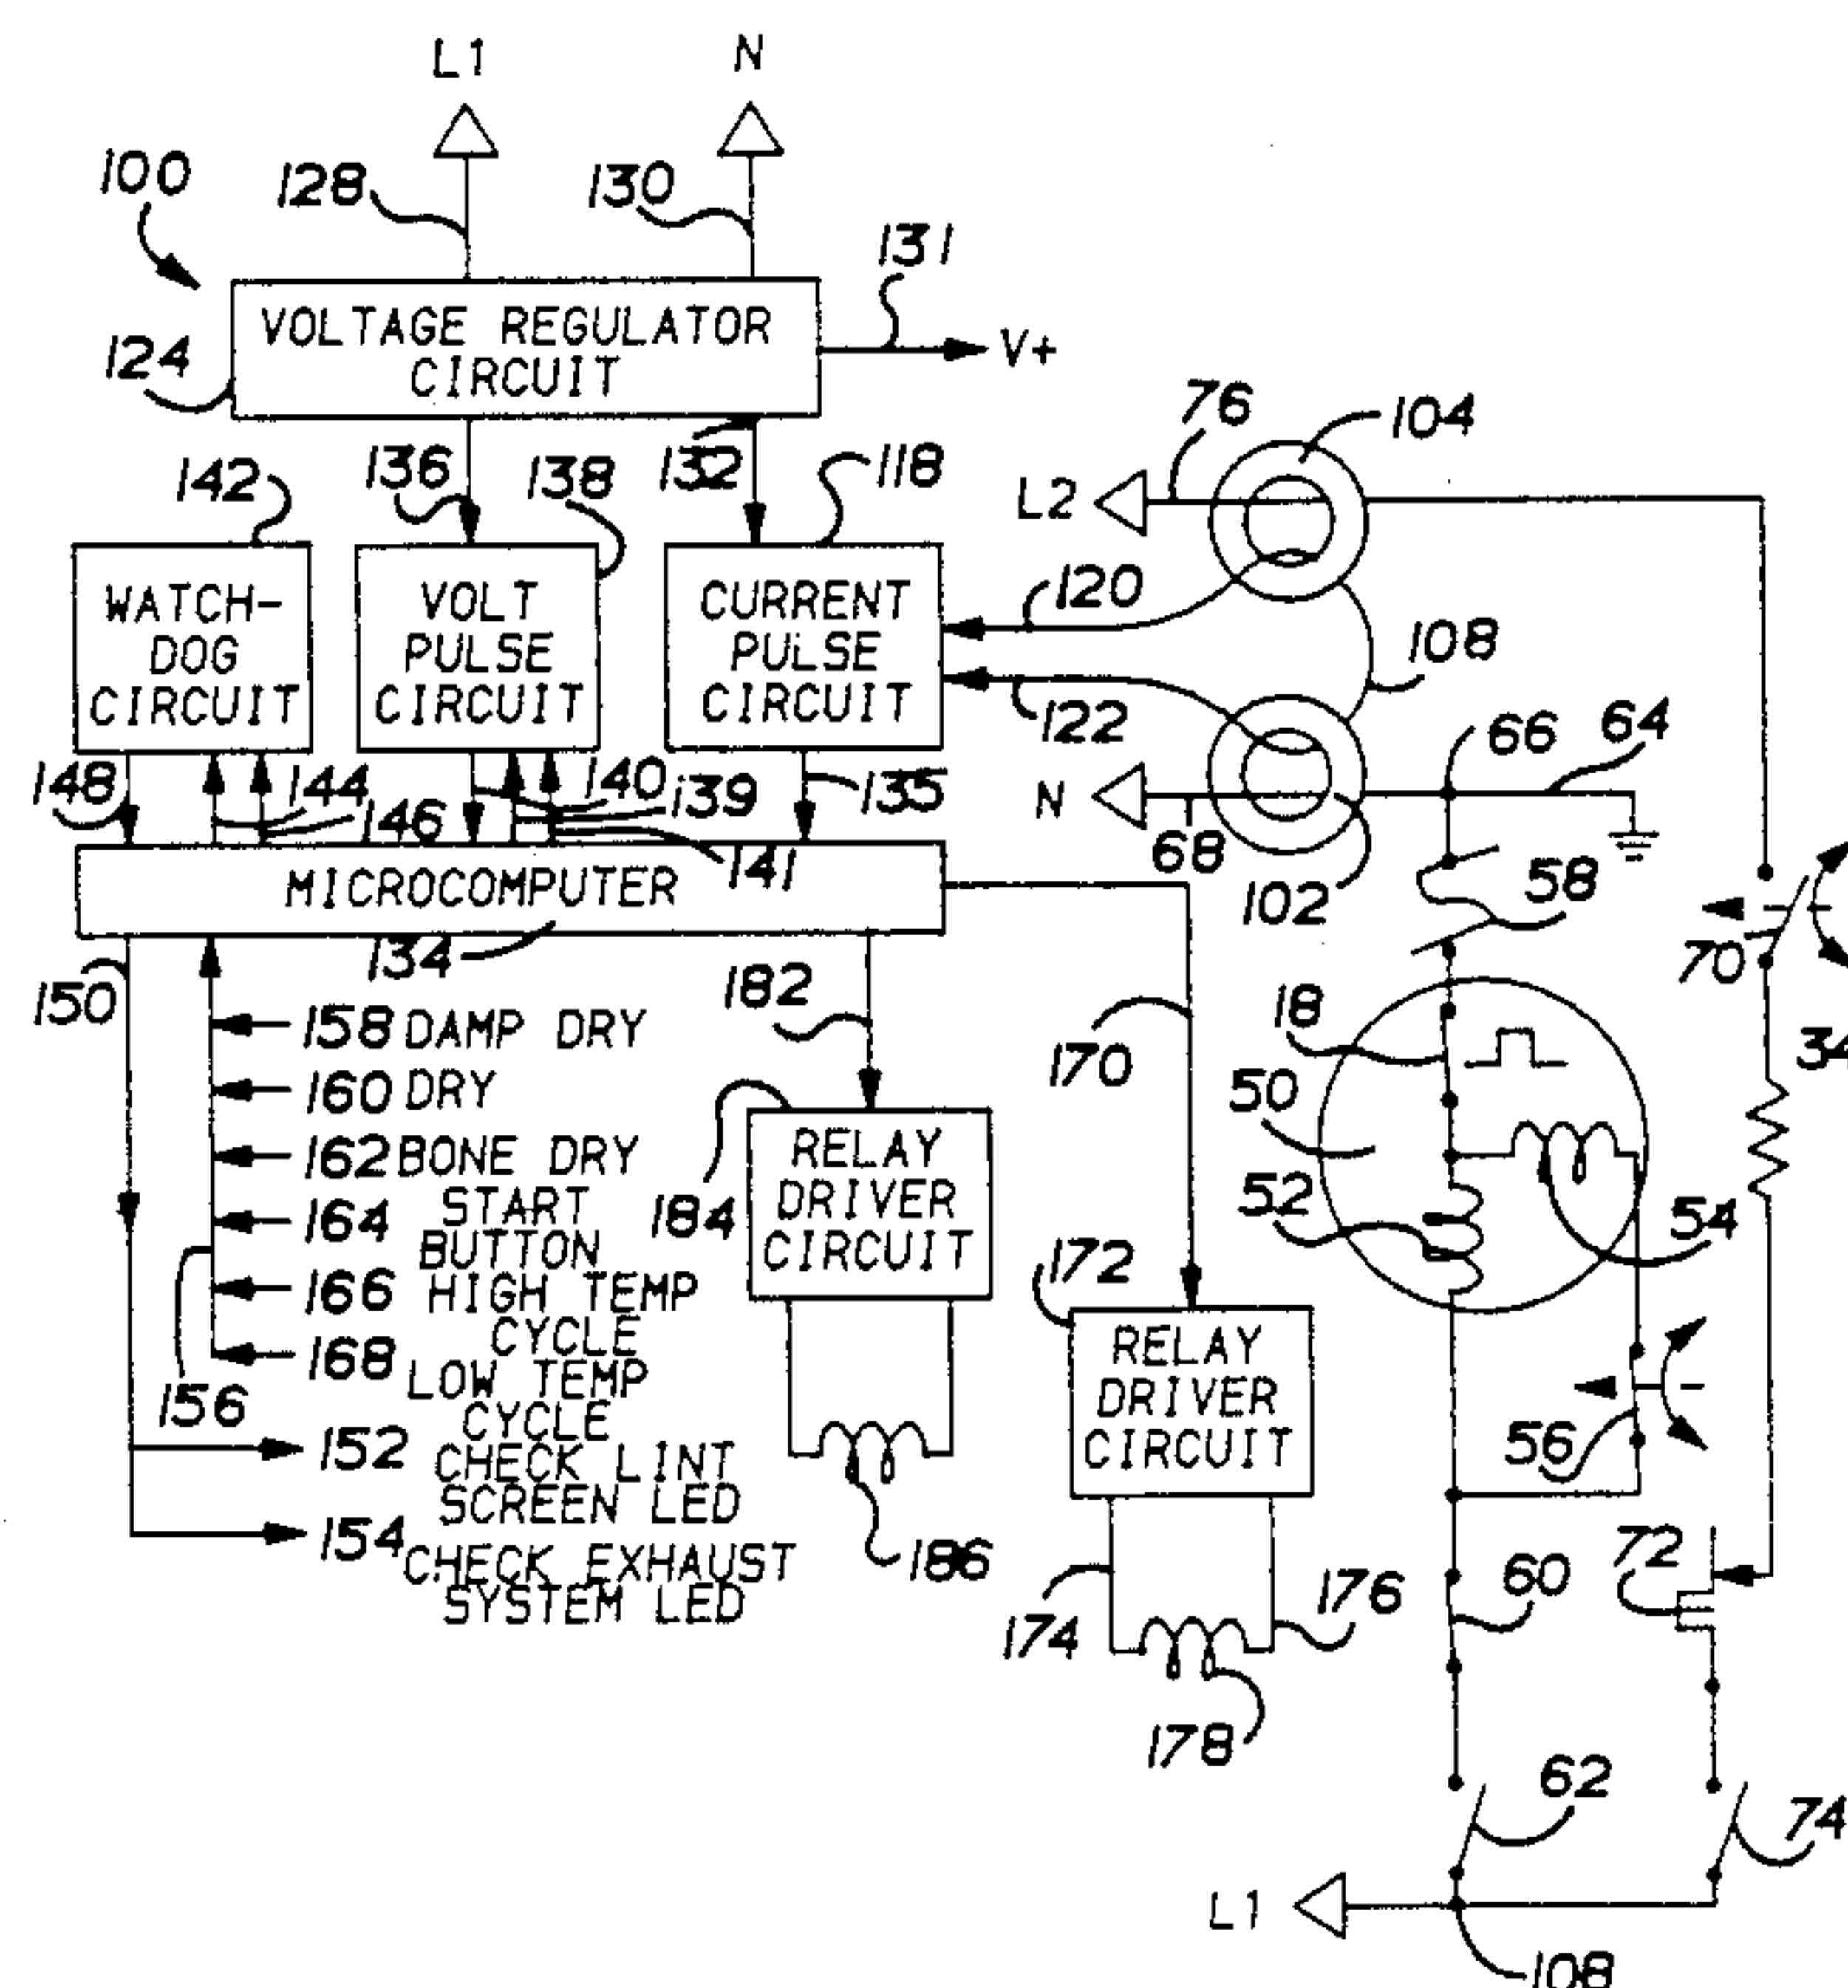 L1
N
100
128
130
131
VOLTAGE REGULATOR
CIRCUIT
V+
124
76
104
142
136
138
132
118
L2
WATCH-
DOG
CIRCUIT
VOLT
PULSE
CIRCUIT
CURRENT
PULSE
CIRCUIT
120
108
122
66
64
148
144
146
140
139
135
N
68
141
102
58
MICROCOMPUTER
134
70
150
182
170
18
34
50
158 DAMP DRY
160 DRY
162 BONE DRY
164 START
BUTTON
166 HIGH TEMP
CYCLE
168 LOW TEMP
CYCLE
156
184
RELAY
DRIVER
CIRCUIT
52
54
172
RELAY
DRIVER
CIRCUIT
56
152 CHECK LINT
SCREEN LED
154 CHECK EXHAUST
SYSTEM LED
186
72
60
174
176
178
62
74
L1
108